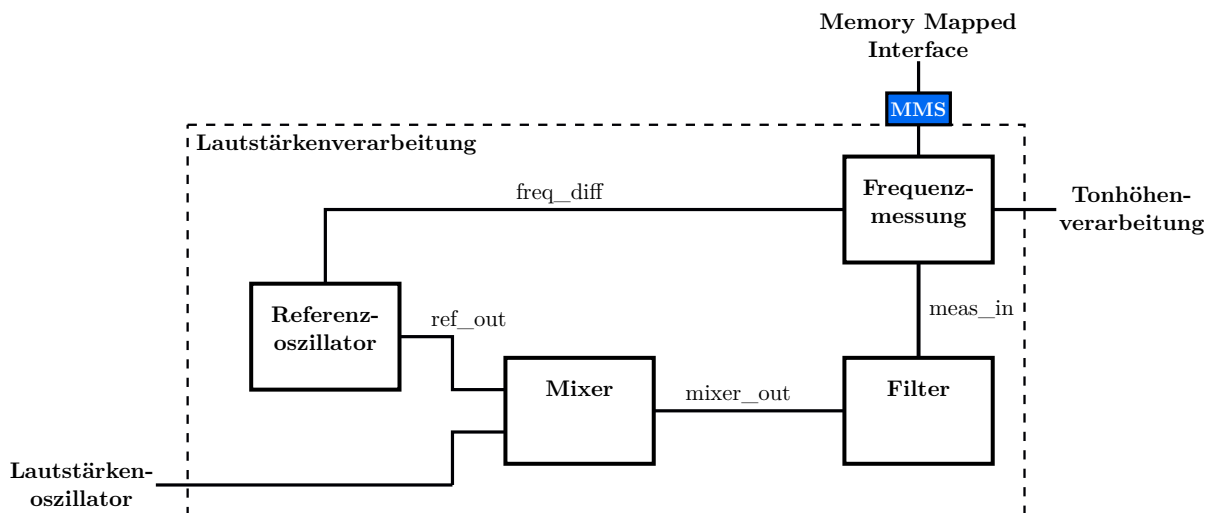 Memory Mapped
Interface
MMS
Lautstärkenverarbeitung
freq_diff
Frequenz-
messung
Tonhöhen-
verarbeitung
Referenz-
oszillator
ref_out
meas_in
Mixer
mixer_out
Filter
Lautstärken-
oszillator